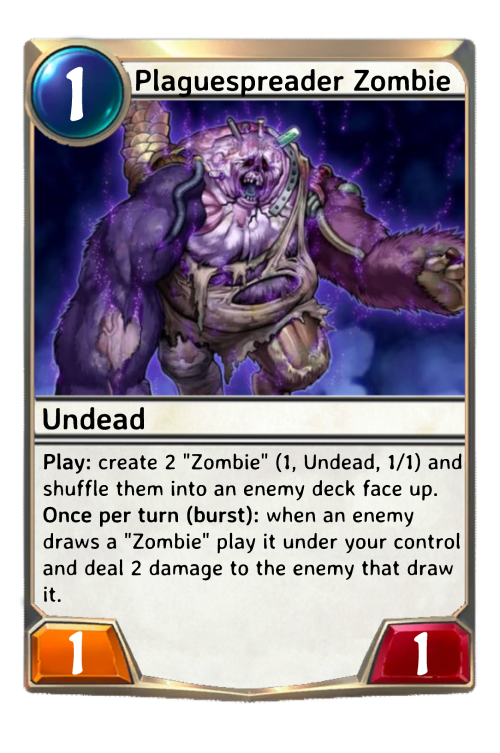 1
Plaguespreader Zombie
Undead
Play: create 2 "Zombie" (1, Undead, 1/1) and
shuffle them into an enemy deck face up.
Once per turn (burst): when an enemy
draws a "Zombie" play it under your control
and deal 2 damage to the enemy that draw
it.
1
1